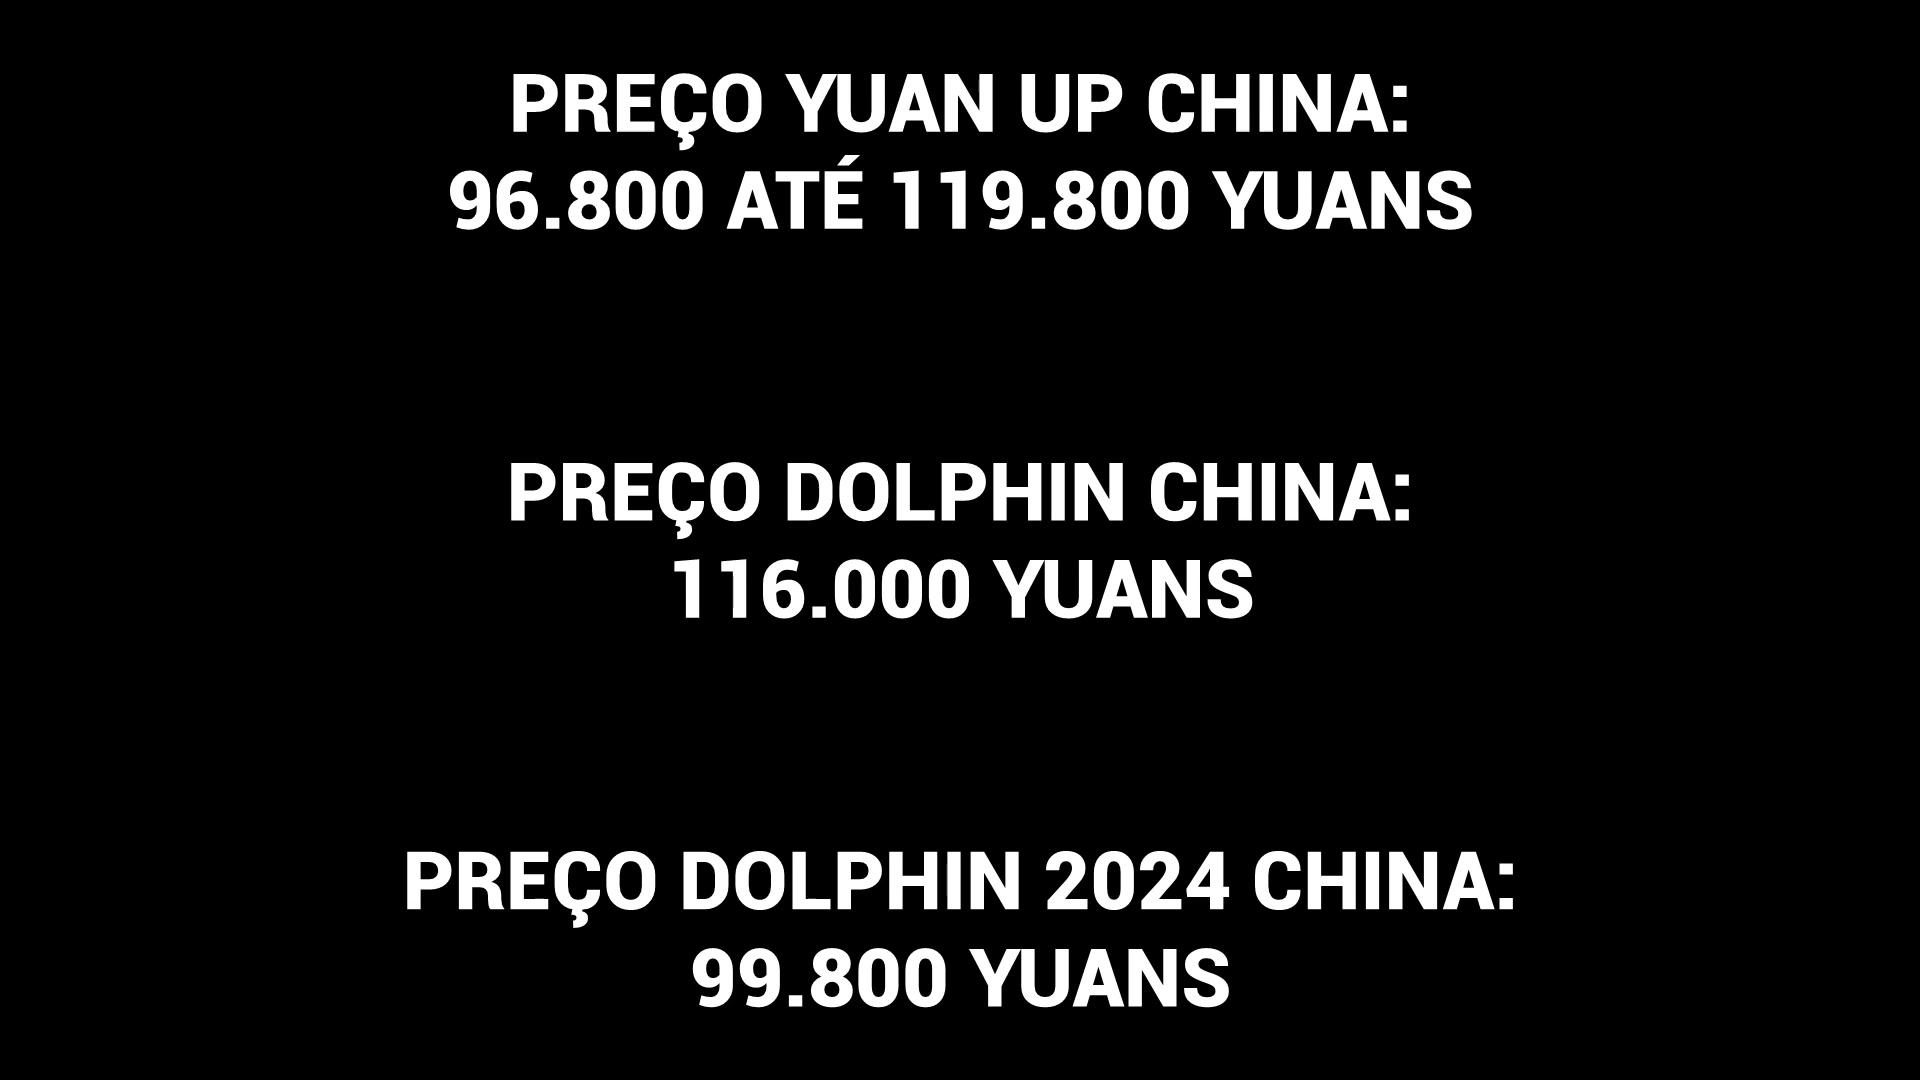 PREÇO YUAN UP CHINA:
96.800 ATÉ 119.800 YUANS
PREÇO DOLPHIN CHINA:
116.000 YUANS
PREÇO DOLPHIN 2024 CHINA:
99.800 YUANS